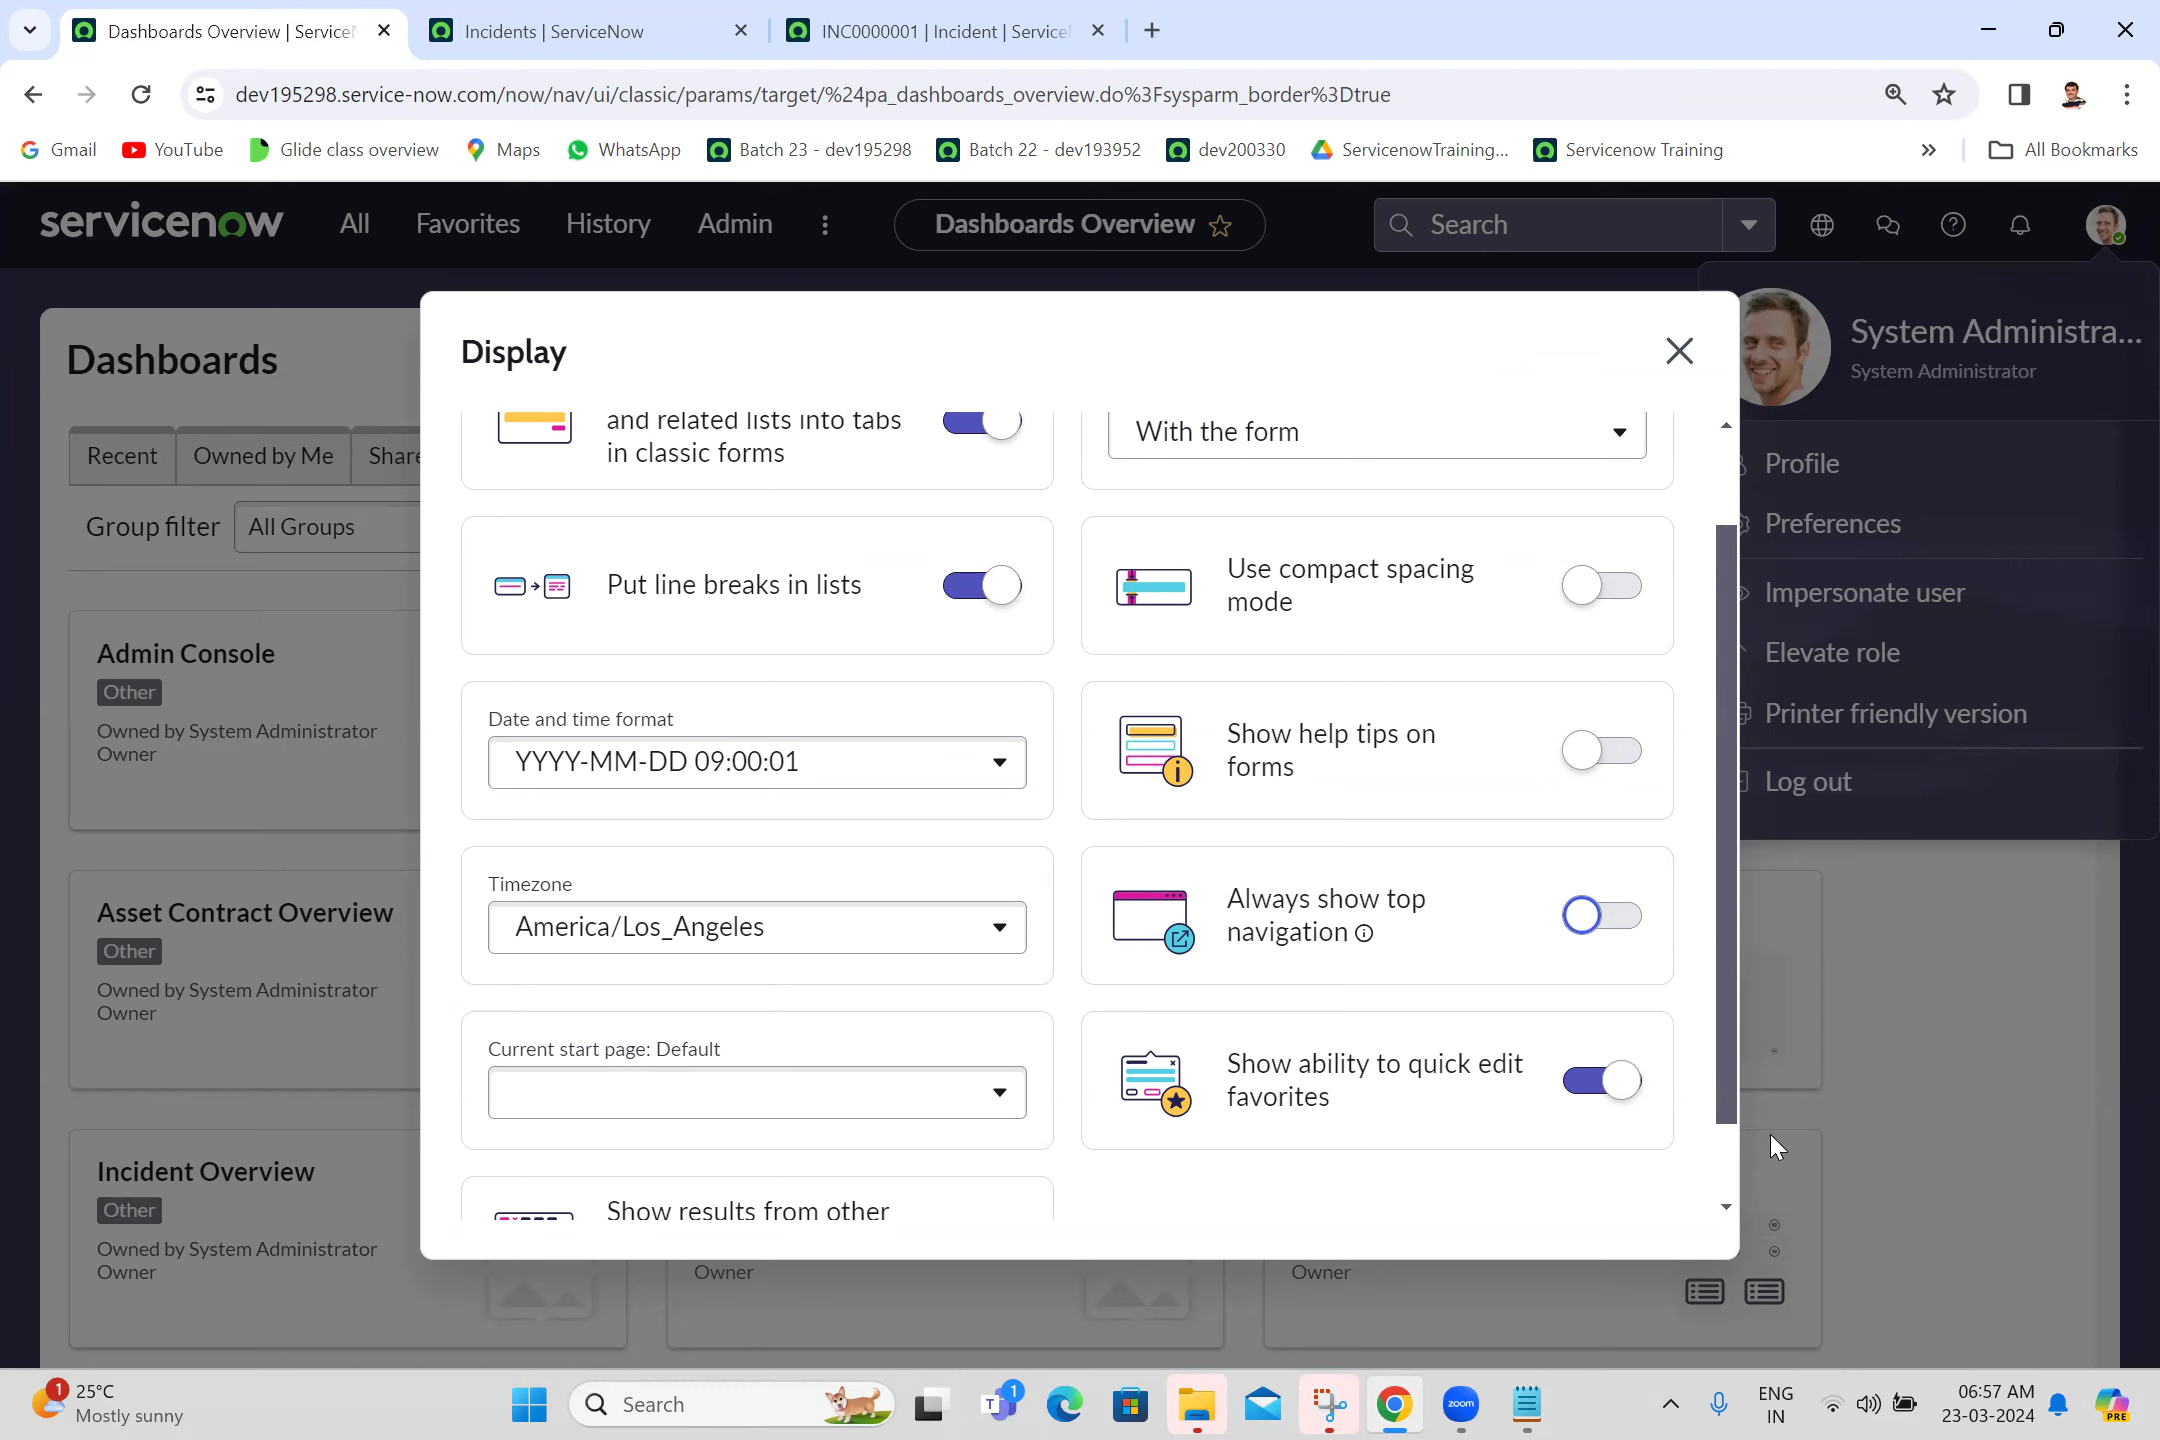 Dashboards Overview | Service
Incidents | ServiceNow
INC0000001 | Incident | Service
dev195298.service-now.com/now/nav/ui/classic/params/target/%24pa_dashboards_overview.do%3Fsysparm_border%3Dtrue
Gmail
YouTube
Glide class overview
Maps
WhatsApp
Batch 23 - dev195298
Batch 22 - dev193952
dev200330
ServicenowTraining...
Servicenow Training
All Bookmarks
servicenow
All
Favorites
History
Admin
Dashboards Overview
Search
Dashboards
Recent
Owned by Me
Share
Group filter
All Groups
Admin Console
Other
Owned by System Administrator
Owner
Asset Contract Overview
Other
Owned by System Administrator
Owner
Incident Overview
Other
Owned by System Administrator
Owner
Owner
Owner
Display
and related lists into tabs
in classic forms
With the form
Put line breaks in lists
Use compact spacing
mode
Date and time format
YYYY-MM-DD 09:00:01
Show help tips on
forms
Timezone
America/Los_Angeles
Always show top
navigation
Current start page: Default
Show ability to quick edit
favorites
Show results from other
System Administra...
System Administrator
Profile
Preferences
Impersonate user
Elevate role
Printer friendly version
Log out
1
25°C
Mostly sunny
Search
T
1
zoom
ENG
IN
06:57 AM
23-03-2024
PRE